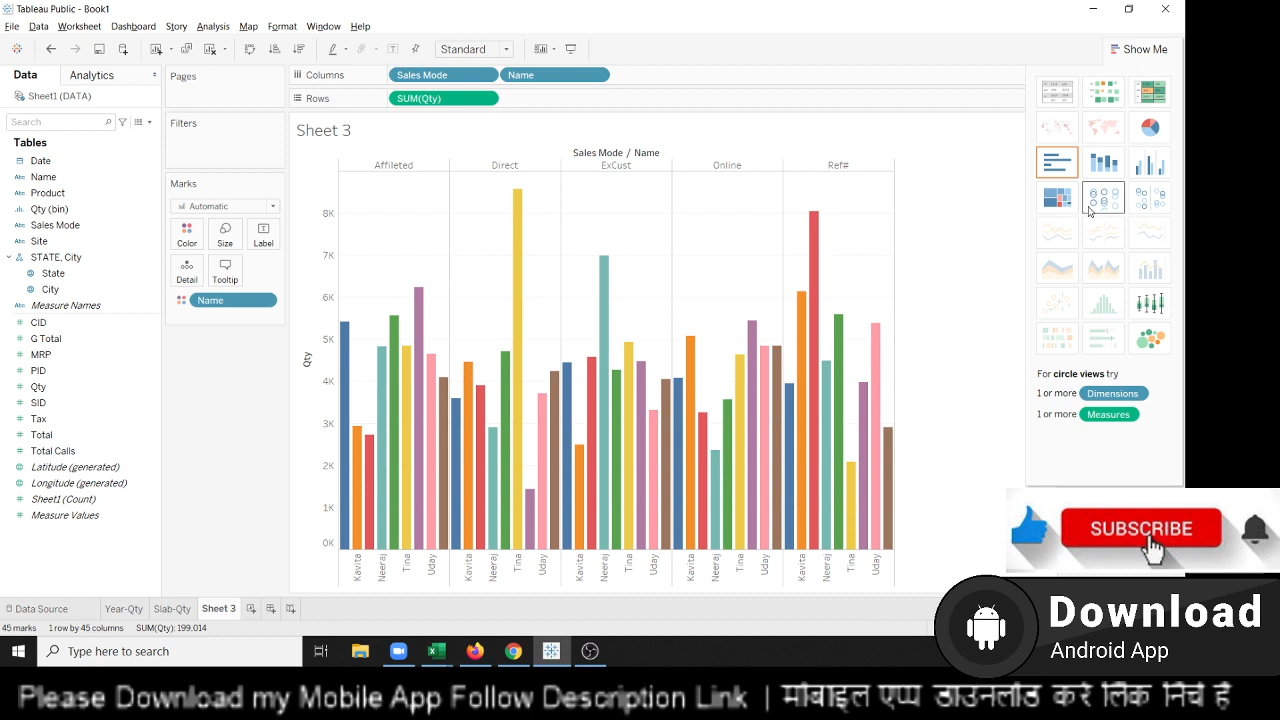 Tableau Public - Book1
File Data Worksheet Dashboard Story Analysis Map Format Window Help
Standard
Show Me
Data Analytics
Sheet1 (DATA)
Search
Tables
Date
Name
Product
Qty (bin)
Sales Mode
Site
STATE, City
State
City
Measure Names
CID
G Total
MRP
PID
Qty
SID
Tax
Total
Total Calls
Latitude (generated)
Longitude (generated)
Sheet1 (Count)
Measure Values
Pages
Filters
Marks
Automatic
Color Size Label
Detail Tooltip
Name
Columns Sales Mode Name
Rows SUM(Qty)
Sheet 3
Sales Mode / Name
Affileted Direct ExCust Online Ref#
8K
7K
6K
5K
4K
3K
2K
1K
0K
Qty
Kavita Neeraj Tina Uday Kavita Neeraj Tina Uday Kavita Neeraj Tina Uday Kavita Neeraj Tina Uday Kavita Neeraj Tina Uday
For circle views try
1 or more Dimensions
1 or more Measures
SUBSCRIBE
Download
Android App
Data Source Year-Qty Slab-Qty Sheet 3
45 marks 1 row by 45 columns SUM(Qty): 199,014
Type here to search
Please Download my Mobile App Follow Description Link | मोबाइल एप्प डाउनलोड करे लिंक निचे है